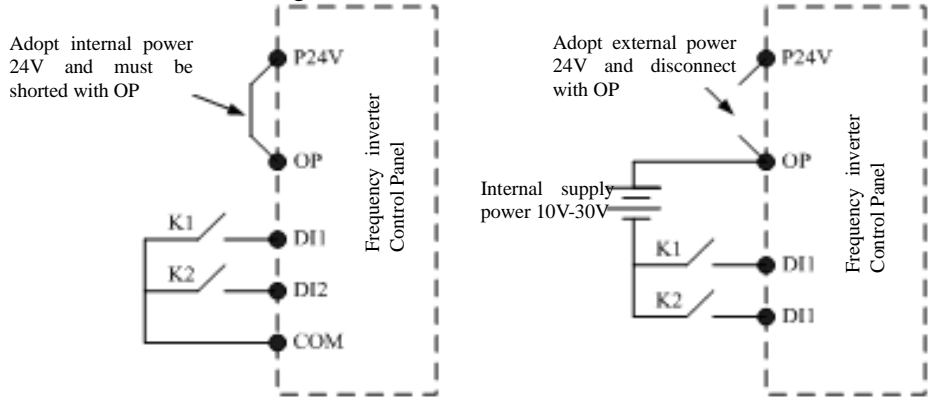 Adopt internal power
24V and must be
shorted with OP
P24V
OP
K1
DI1
K2
DI2
COM
Frequency inverter
Control Panel
Adopt external power
24V and disconnect
with OP
P24V
OP
Internal supply
power 10V-30V
K1
DI1
K2
DI1
Frequency inverter
Control Panel